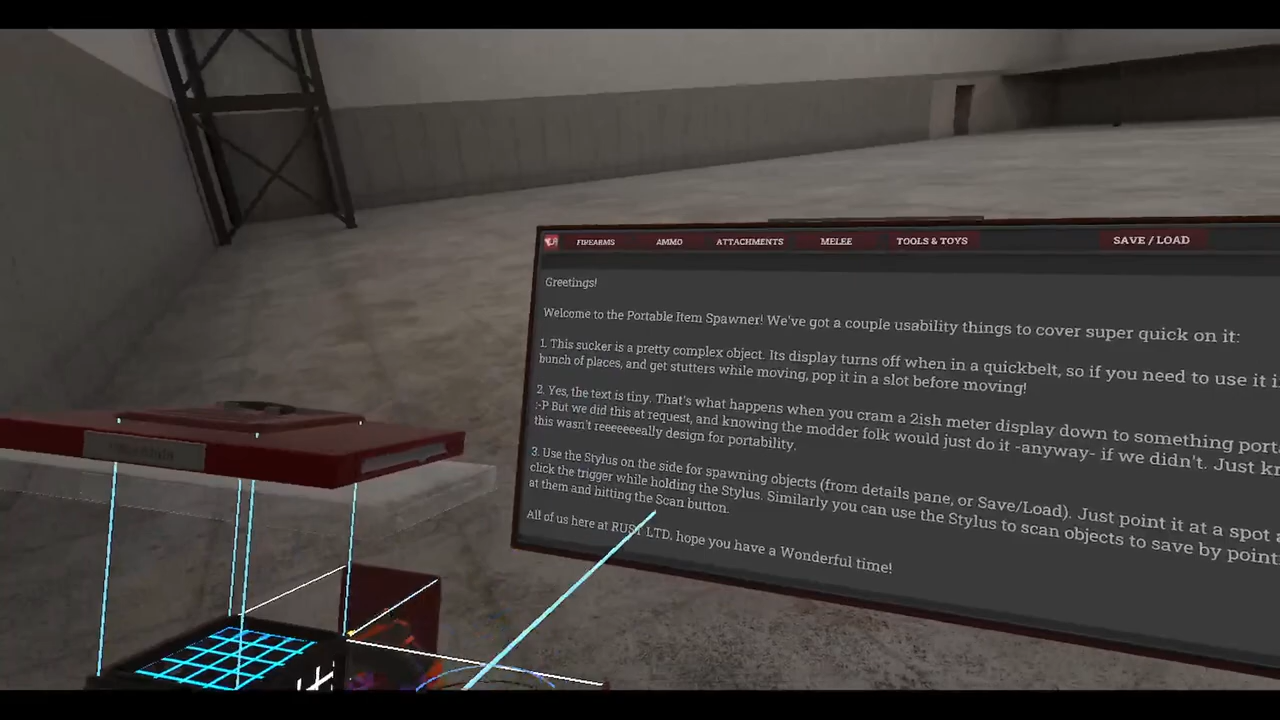 FIREARMS AMMO ATTACHMENTS MELEE TOOLS & TOYS SAVE / LOAD
Greetings!
Welcome to the Portable Item Spawner! We've got a couple usability things to cover super quick on it:
1. This sucker is a pretty complex object. Its display turns off when in a quickbelt, so if you need to use it
bunch of places, and get stutters while moving, pop it in a slot before moving!
2. Yes, the text is tiny. That's what happens when you cram a 2ish meter display down to something
:-P But we did this at request, and knowing the modder folk would just do it -anyway- if we didn't. Just
this wasn't reeeeeeally design for portability.
3. Use the Stylus on the side for spawning objects (from details pane, or Save/Load). Just point it at a spot
click the trigger while holding the Stylus. Similarly you can use the Stylus to scan objects to save by
at them and hitting the Scan button.
All of us here at RUST LTD. hope you have a Wonderful time!